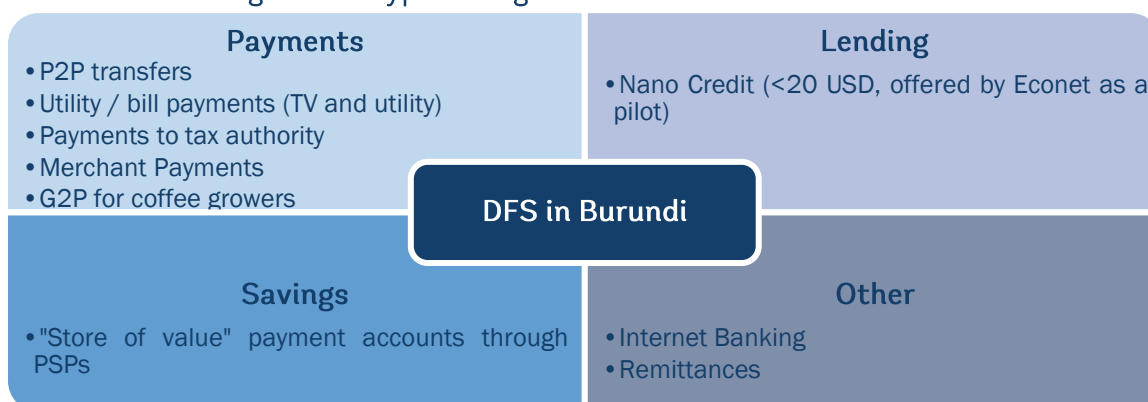 Payments
• P2P transfers
• Utility / bill payments (TV and utility)
• Payments to tax authority
• Merchant Payments
• G2P for coffee growers
Lending
• Nano Credit (<20 USD, offered by Econet as a
pilot)
DFS in Burundi
Savings
• "Store of value" payment accounts through
PSPs
Other
• Internet Banking
• Remittances